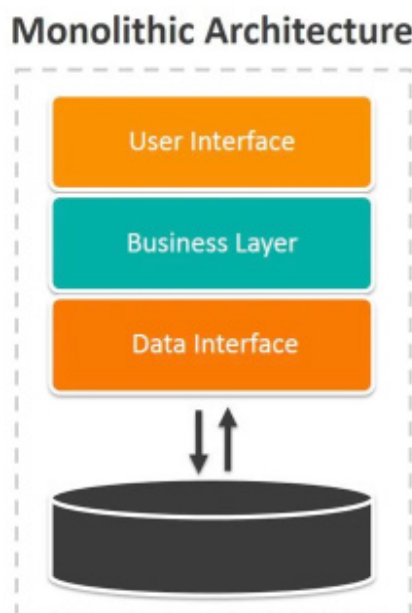 Monolithic Architecture
User Interface
Business Layer
Data Interface